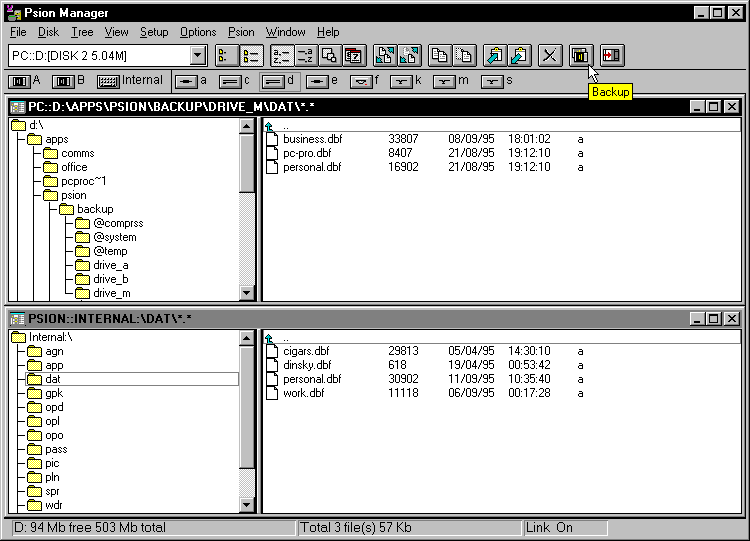 Psion Manager
File Disk Tree View Setup Options Psion Window Help
PC::D:[DISK 2 5.04M]
A B Internal a c d e f k m s
Backup
PC::D:\APPS\PSION\BACKUP\DRIVE_M\DAT\*.*
d:\
apps
comms
office
pcproc~1
psion
backup
@comprss
@system
@temp
drive_a
drive_b
drive_m
..
business.dbf 33807 08/09/95 18:01:02 a
pc-pro.dbf 8407 21/08/95 19:12:10 a
personal.dbf 16902 21/08/95 19:12:10 a
PSION::INTERNAL:\DAT\*.*
Internal:\
agn
app
dat
gpk
opd
opl
opo
pass
pic
pln
spr
wdr
..
cigars.dbf 29813 05/04/95 14:30:10 a
dinsky.dbf 618 19/04/95 00:53:42 a
personal.dbf 30902 11/09/95 10:35:40 a
work.dbf 11118 06/09/95 00:17:28 a
D: 94 Mb free 503 Mb total
Total 3 file(s) 57 Kb
Link On